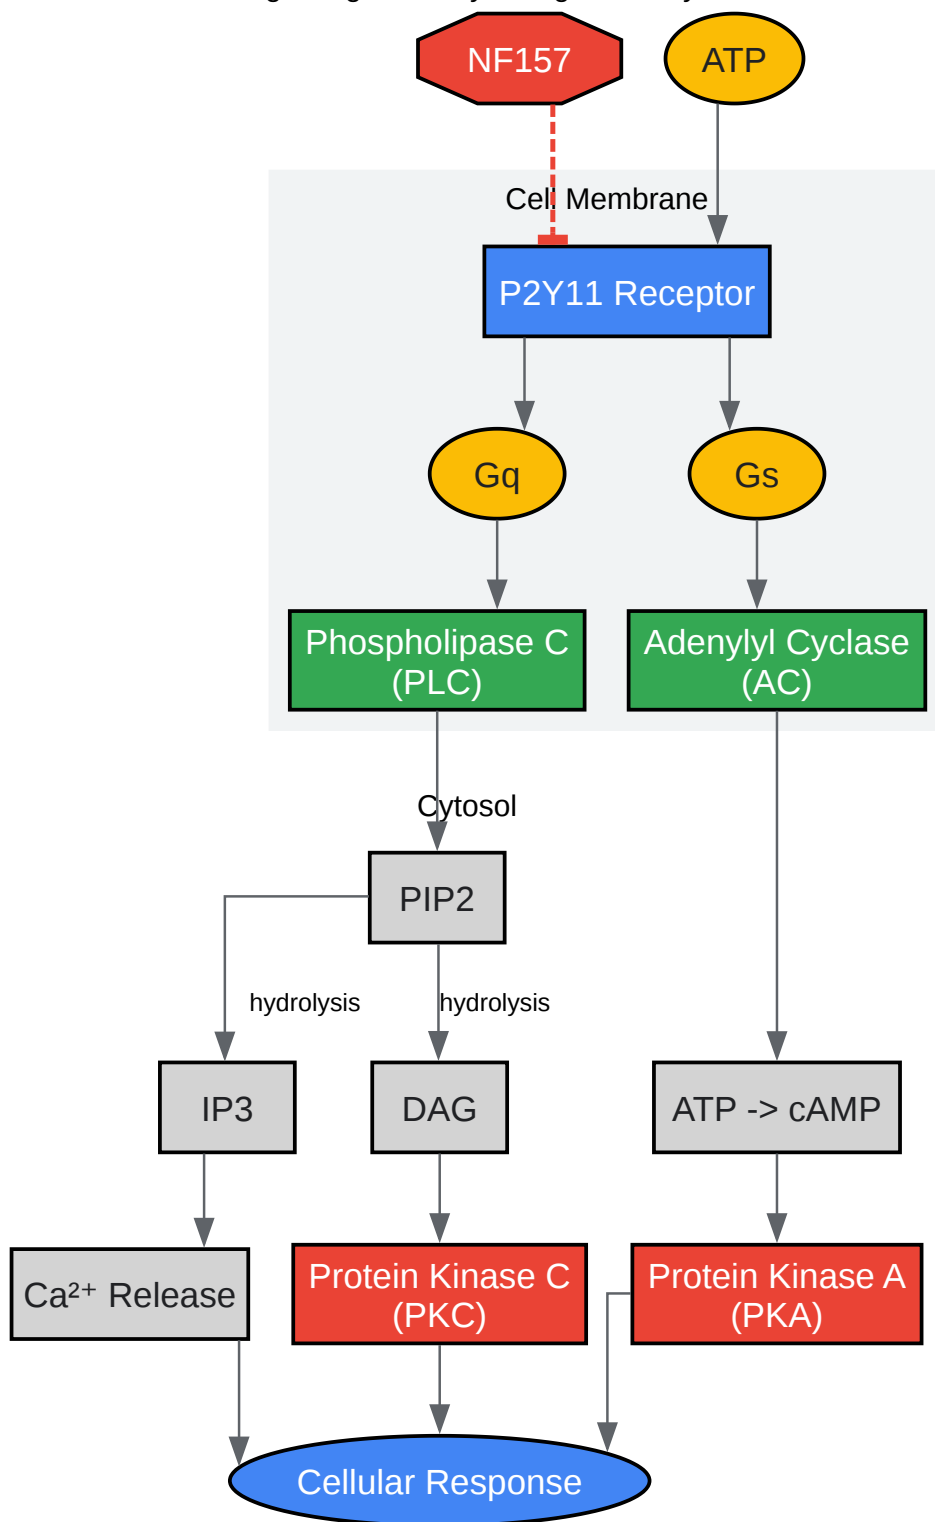 NF157
ATP
Cell Membrane
P2Y11 Receptor
Gq
Gs
Phospholipase C
(PLC)
Adenylyl Cyclase
(AC)
Cytosol
PIP2
hydrolysis
hydrolysis
IP3
DAG
ATP -> cAMP
Ca²⁺ Release
Protein Kinase C
(PKC)
Protein Kinase A
(PKA)
Cellular Response